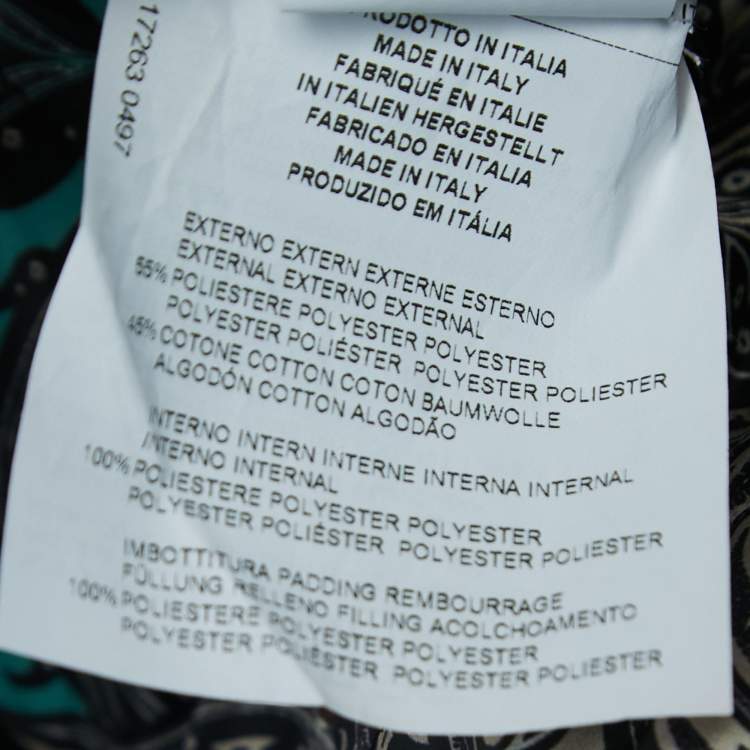 17263 0497
PRODOTTO IN ITALIA
MADE IN ITALY
FABRIQUÉ EN ITALIE
IN ITALIEN HERGESTELLT
FABRICADO EN ITALIA
MADE IN ITALY
PRODUZIDO EM ITÁLIA
EXTERNO EXTERN EXTERNE ESTERNO
EXTERNAL EXTERNO EXTERNAL
55% POLIESTERE POLYESTER POLYESTER
POLYESTER POLIÉSTER POLYESTER POLIESTER
45% COTONE COTTON COTON BAUMWOLLE
ALGODÓN COTTON ALGODÃO
INTERNO INTERN INTERNE INTERNA INTERNAL
INTERNO INTERNAL
100% POLIESTERE POLYESTER POLYESTER
POLYESTER POLIÉSTER POLYESTER POLIESTER
IMBOTTITURA PADDING REMBOURRAGE
FÜLLUNG RELLENO FILLING ACOLCHOAMENTO
100% POLIESTERE POLYESTER POLYESTER
POLYESTER POLIÉSTER POLYESTER POLIESTER